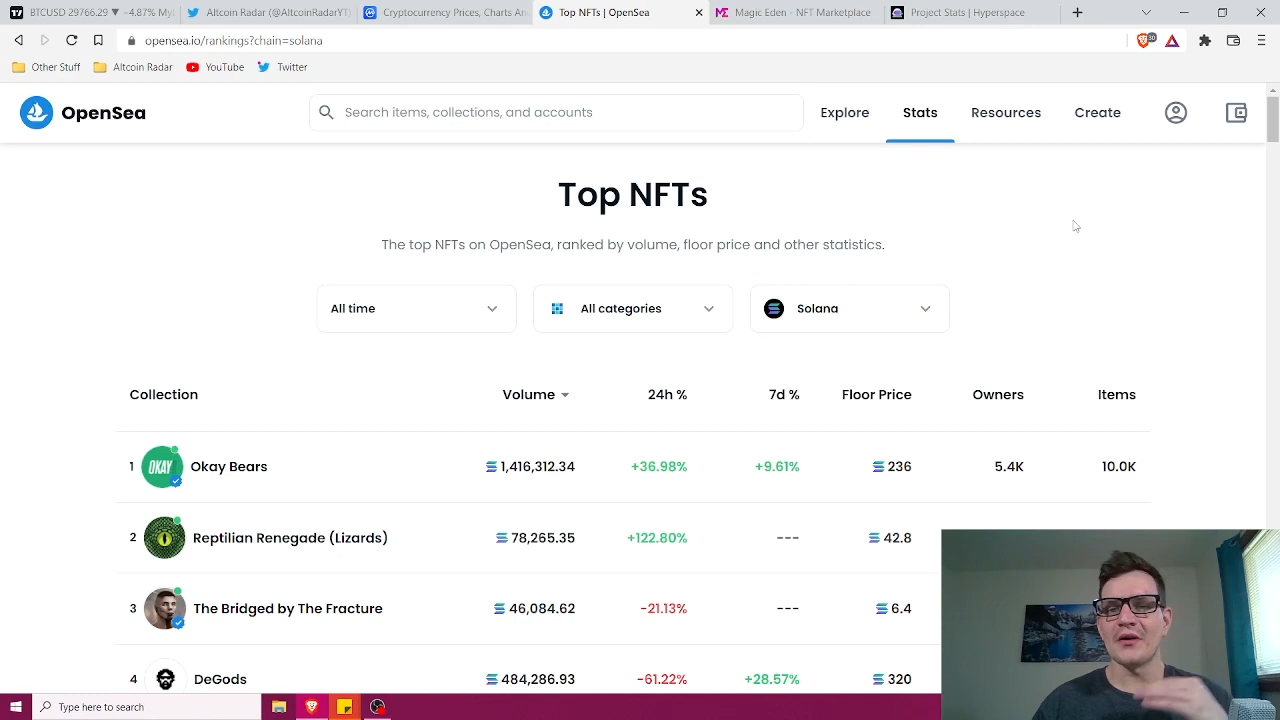 BTCUSD 29766.29 ▼ −4.87%
Altcoin Radar (@AltcoinRadarYT
Cryptocurrency Prices, Charts An
Top NFTs | OpenSea
Magic Eden - NFT Marketplace
Project Stats | Hyperspace
opensea.io/rankings?chain=solana
30
Other Stuff
Altcoin Radar
YouTube
Twitter
OpenSea
Search items, collections, and accounts
Explore
Stats
Resources
Create
Top NFTs
The top NFTs on OpenSea, ranked by volume, floor price and other statistics.
All time
All categories
Solana
Collection Volume 24h % 7d % Floor Price Owners Items
1 OKAY Okay Bears 1,416,312.34 +36.98% +9.61% 236 5.4K 10.0K
2 Reptilian Renegade (Lizards) 78,265.35 +122.80% --- 42.8
3 The Bridged by The Fracture 46,084.62 -21.13% --- 6.4
4 DeGods 484,286.93 -61.22% +28.57% 320
Type here to search